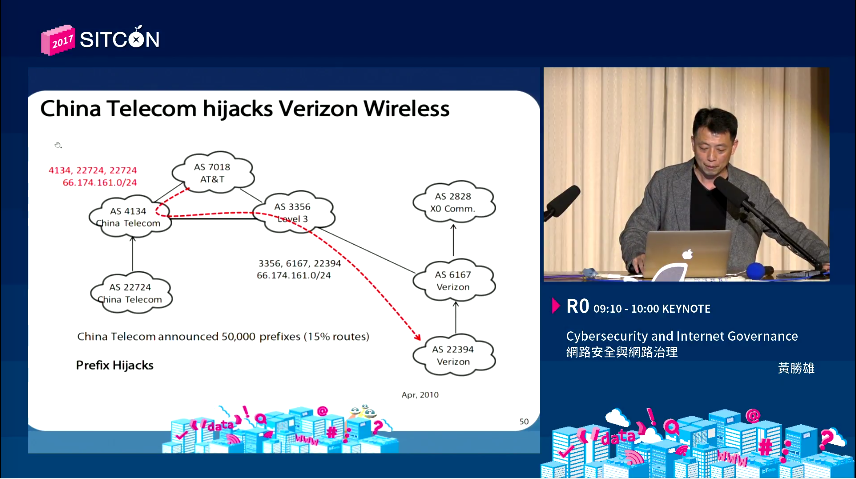 2017 SITCON
China Telecom hijacks Verizon Wireless
4134, 22724, 22724
66.174.161.0/24
AS 7018
AT&T
AS 4134
China Telecom
AS 3356
Level 3
AS 2828
X0 Comm.
3356, 6167, 22394
66.174.161.0/24
AS 6167
Verizon
AS 22724
China Telecom
China Telecom announced 50,000 prefixes (15% routes)
AS 22394
Verizon
Prefix Hijacks
Apr, 2010
50
data
R0 09:10 - 10:00 KEYNOTE
Cybersecurity and Internet Governance
網路安全與網路治理
黃勝雄
data